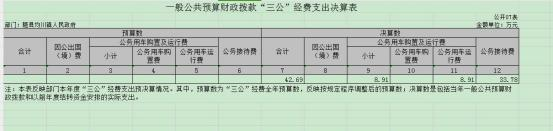 一般公共预算财政拨款“三公”经费支出决算表
公开07表
部门：随县均川镇人民政府 金额单位：万元
预算数 决算数
合计 因公出国（境）费 公务用车购置及运行费 公务接待费 合计 因公出国（境）费 公务用车购置及运行费 公务接待费
小计 公务用车购置费 公务用车运行费 小计 公务用车购置费 公务用车运行费
1 2 3 4 5 6 7 8 9 10 11 12
42.69 8.91 8.91 33.78
注：本表反映部门本年度“三公”经费支出预决算情况。其中，预算数为“三公”经费全年预算数，反映按规定程序调整后的预算数；决算数是包括当年一般公共预算财
政拨款和以前年度结转资金安排的实际支出。